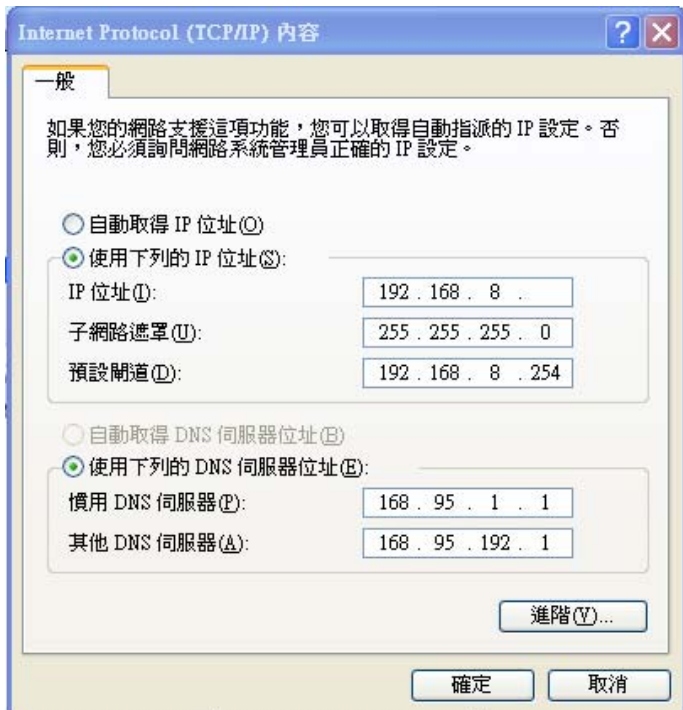 Internet Protocol (TCP/IP) 內容
一般
如果您的網路支援這項功能，您可以取得自動指派的 IP 設定。否
則，您必須詢問網路系統管理員正確的 IP 設定。
自動取得 IP 位址(O)
使用下列的 IP 位址(S):
IP 位址(I): 192 . 168 . 8 .
子網路遮罩(U): 255 . 255 . 255 . 0
預設閘道(D): 192 . 168 . 8 . 254
自動取得 DNS 伺服器位址(B)
使用下列的 DNS 伺服器位址(E):
慣用 DNS 伺服器(P): 168 . 95 . 1 . 1
其他 DNS 伺服器(A): 168 . 95 . 192 . 1
進階(V)...
確定 取消